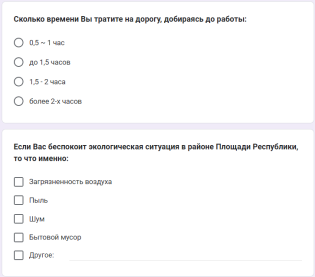 Сколько времени Вы тратите на дорогу, добираясь до работы:
0,5 ~ 1 час
до 1,5 часов
1,5 - 2 часа
более 2-х часов
Если Вас беспокоит экологическая ситуация в районе Площади Республики,
то что именно:
Загрязненность воздуха
Пыль
Шум
Бытовой мусор
Другое: